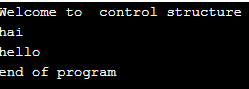 Welcome to  control structure
hai
hello
end of program